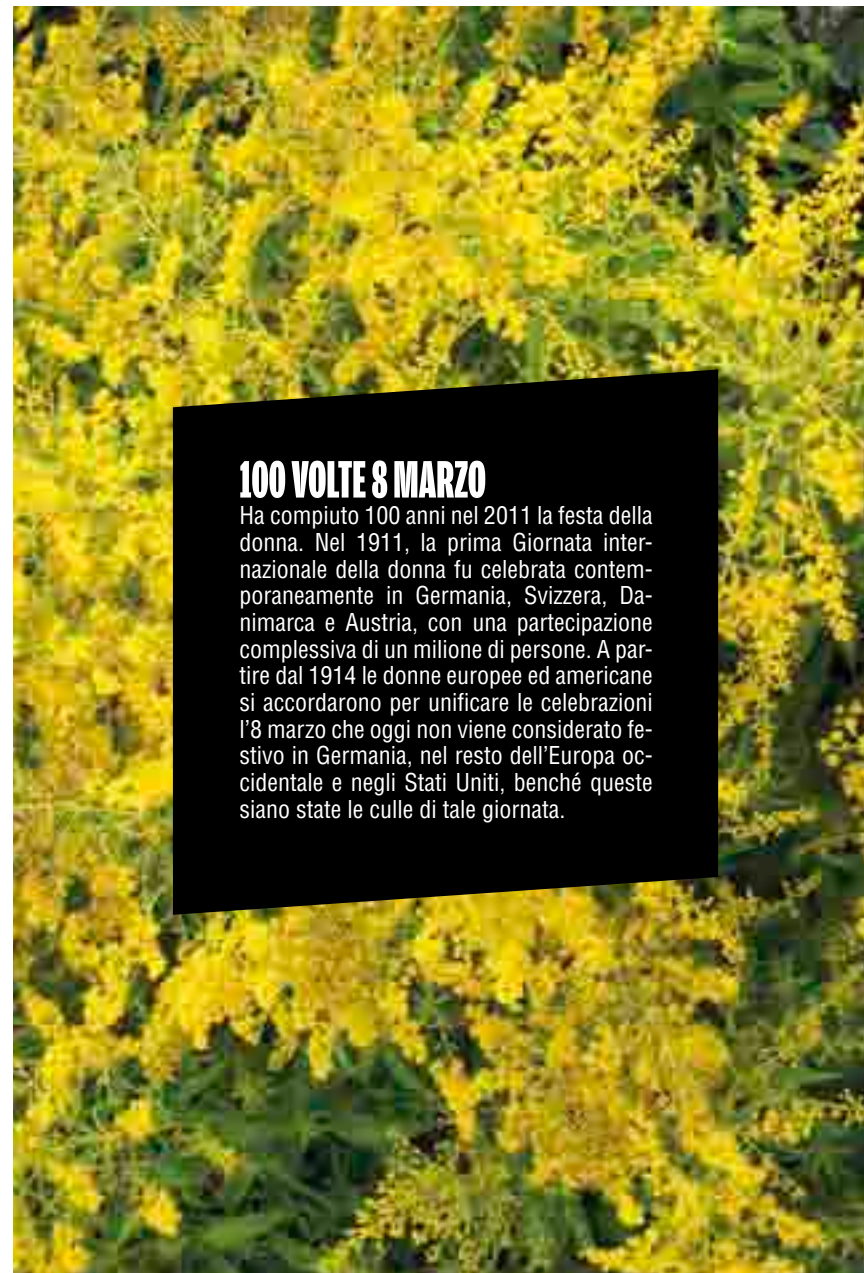 100 VOLTE 8 MARZO
Ha compiuto 100 anni nel 2011 la festa della
donna. Nel 1911, la prima Giornata inter-
nazionale della donna fu celebrata contem-
poraneamente in Germania, Svizzera, Da-
nimarca e Austria, con una partecipazione
complessiva di un milione di persone. A par-
tire dal 1914 le donne europee ed americane
si accordarono per unificare le celebrazioni
l'8 marzo che oggi non viene considerato fe-
stivo in Germania, nel resto dell'Europa oc-
cidentale e negli Stati Uniti, benché queste
siano state le culle di tale giornata.